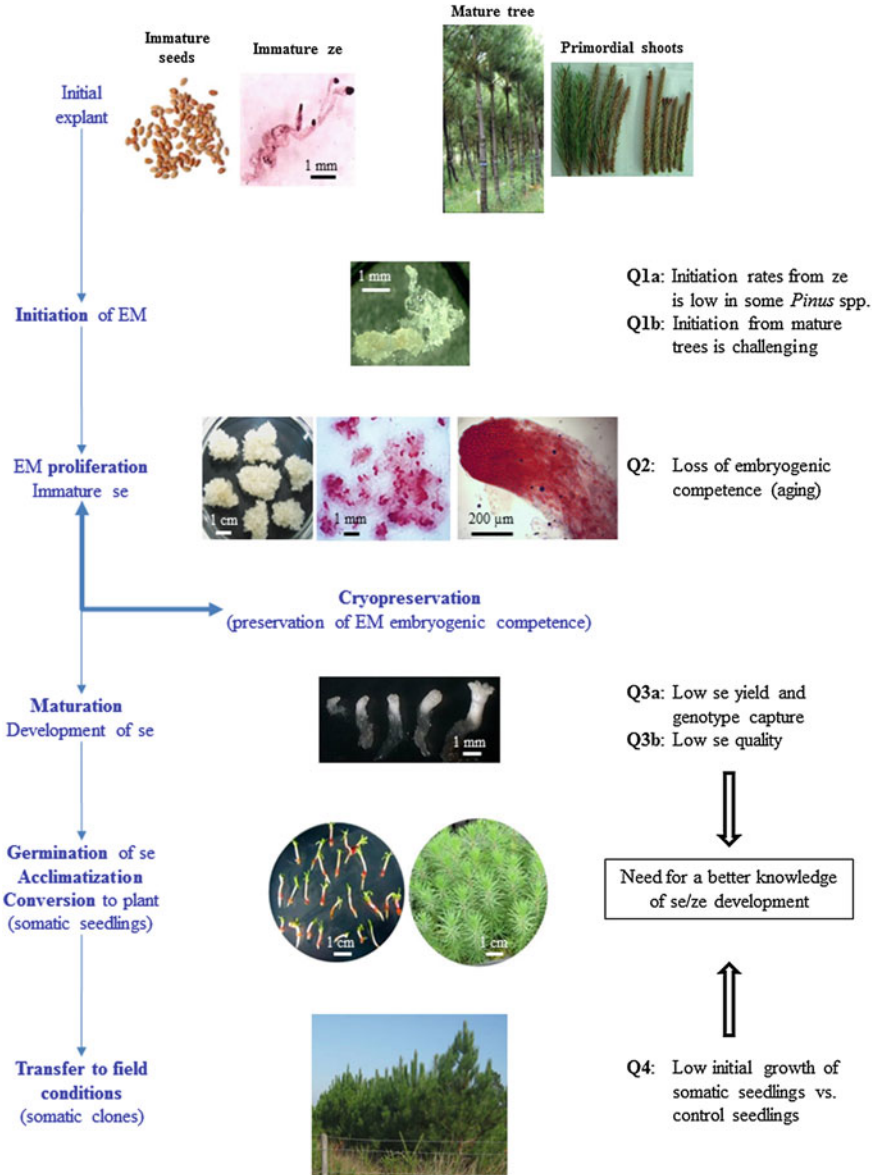 Mature tree
Immature
seeds
Immature ze
Primordial shoots
Initial
explant
1 mm
1 mm
Initiation of EM
Q1a: Initiation rates from ze
is low in some Pinus spp.
Q1b: Initiation from mature
trees is challenging
EM proliferation
Immature se
1 cm
1 mm
200 µm
Q2: Loss of embryogenic
competence (aging)
Cryopreservation
(preservation of EM embryogenic competence)
Maturation
Development of se
1 mm
Q3a: Low se yield and
genotype capture
Q3b: Low se quality
Germination of se
Acclimatization
Conversion to plant
(somatic seedlings)
1 cm
1 cm
Need for a better knowledge
of se/ze development
Transfer to field
conditions
(somatic clones)
Q4: Low initial growth of
somatic seedlings vs.
control seedlings